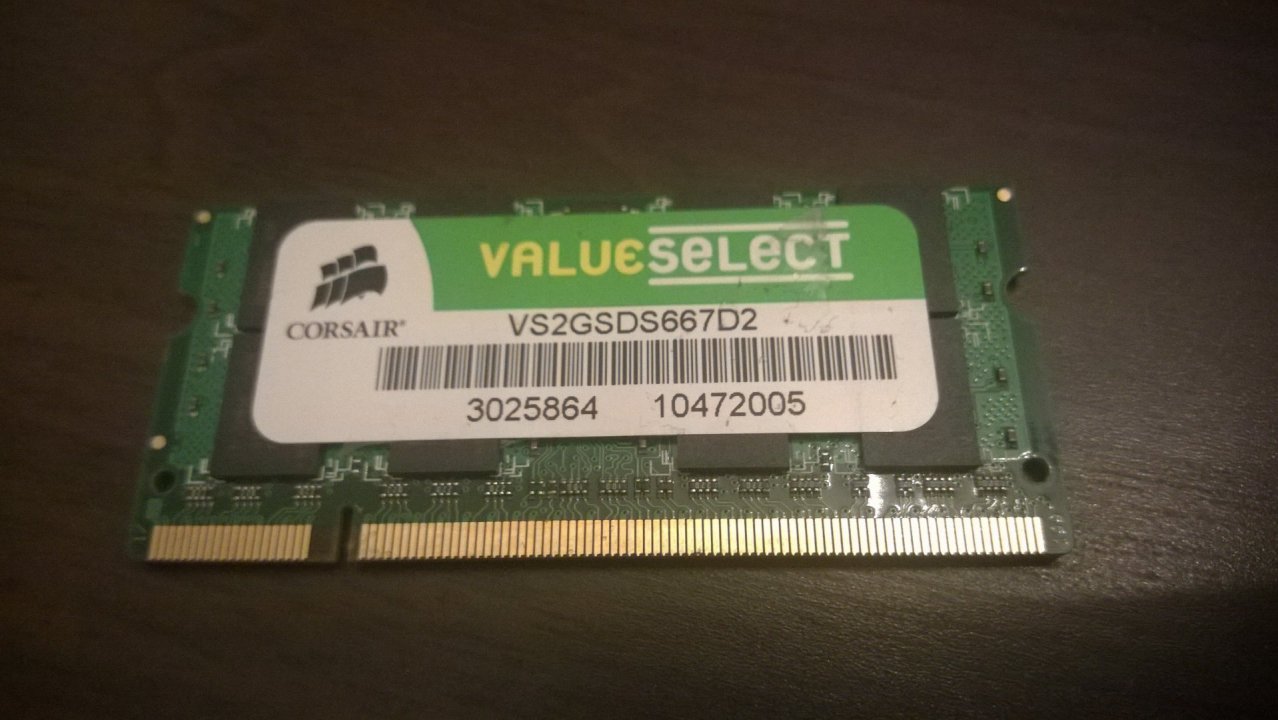 VALUESELECT
CORSAIR
VS2GSDS667D2
3025864 10472005